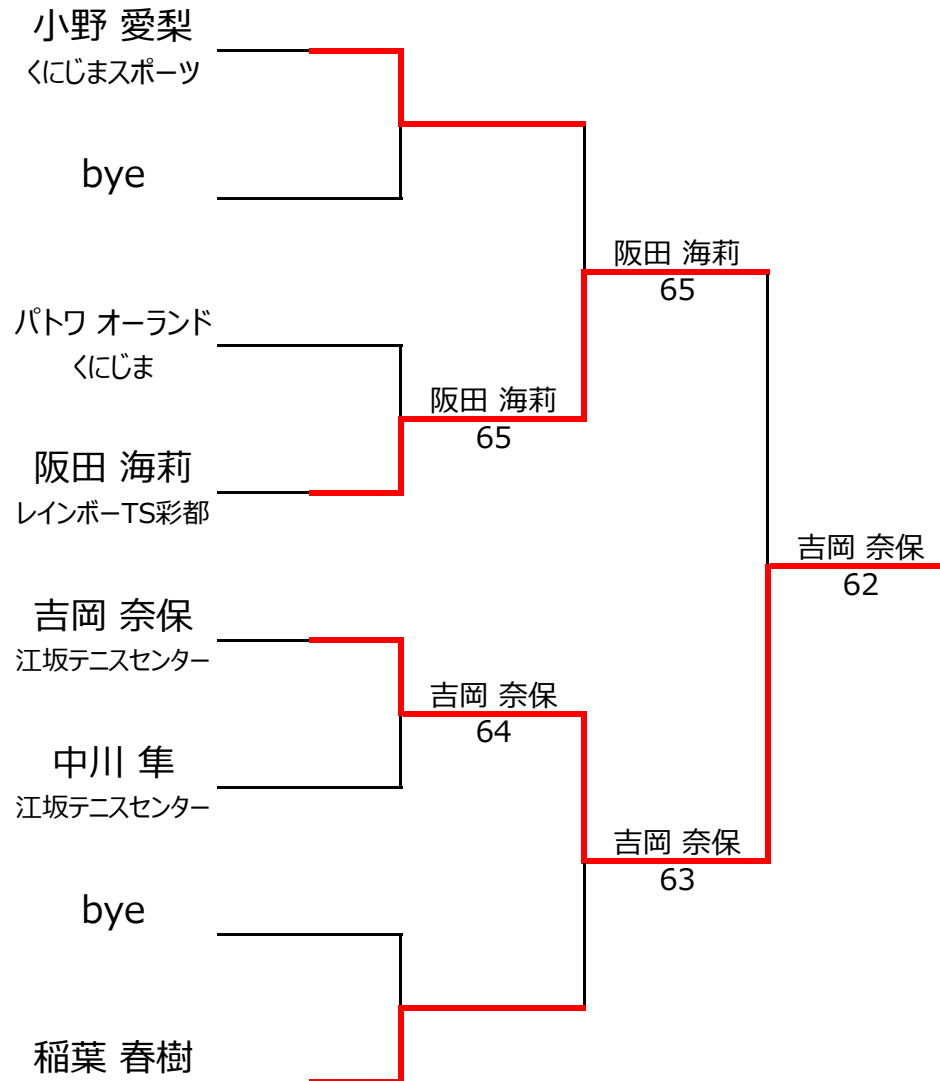 小野 愛梨
くにじまスポーツ
bye
パトワ オーランド
くにじま
阪田 海莉
レインボーTS彩都
吉岡 奈保
江坂テニスセンター
中川 隼
江坂テニスセンター
bye
稲葉 春樹
阪田 海莉
65
吉岡 奈保
64
阪田 海莉
65
吉岡 奈保
63
吉岡 奈保
62